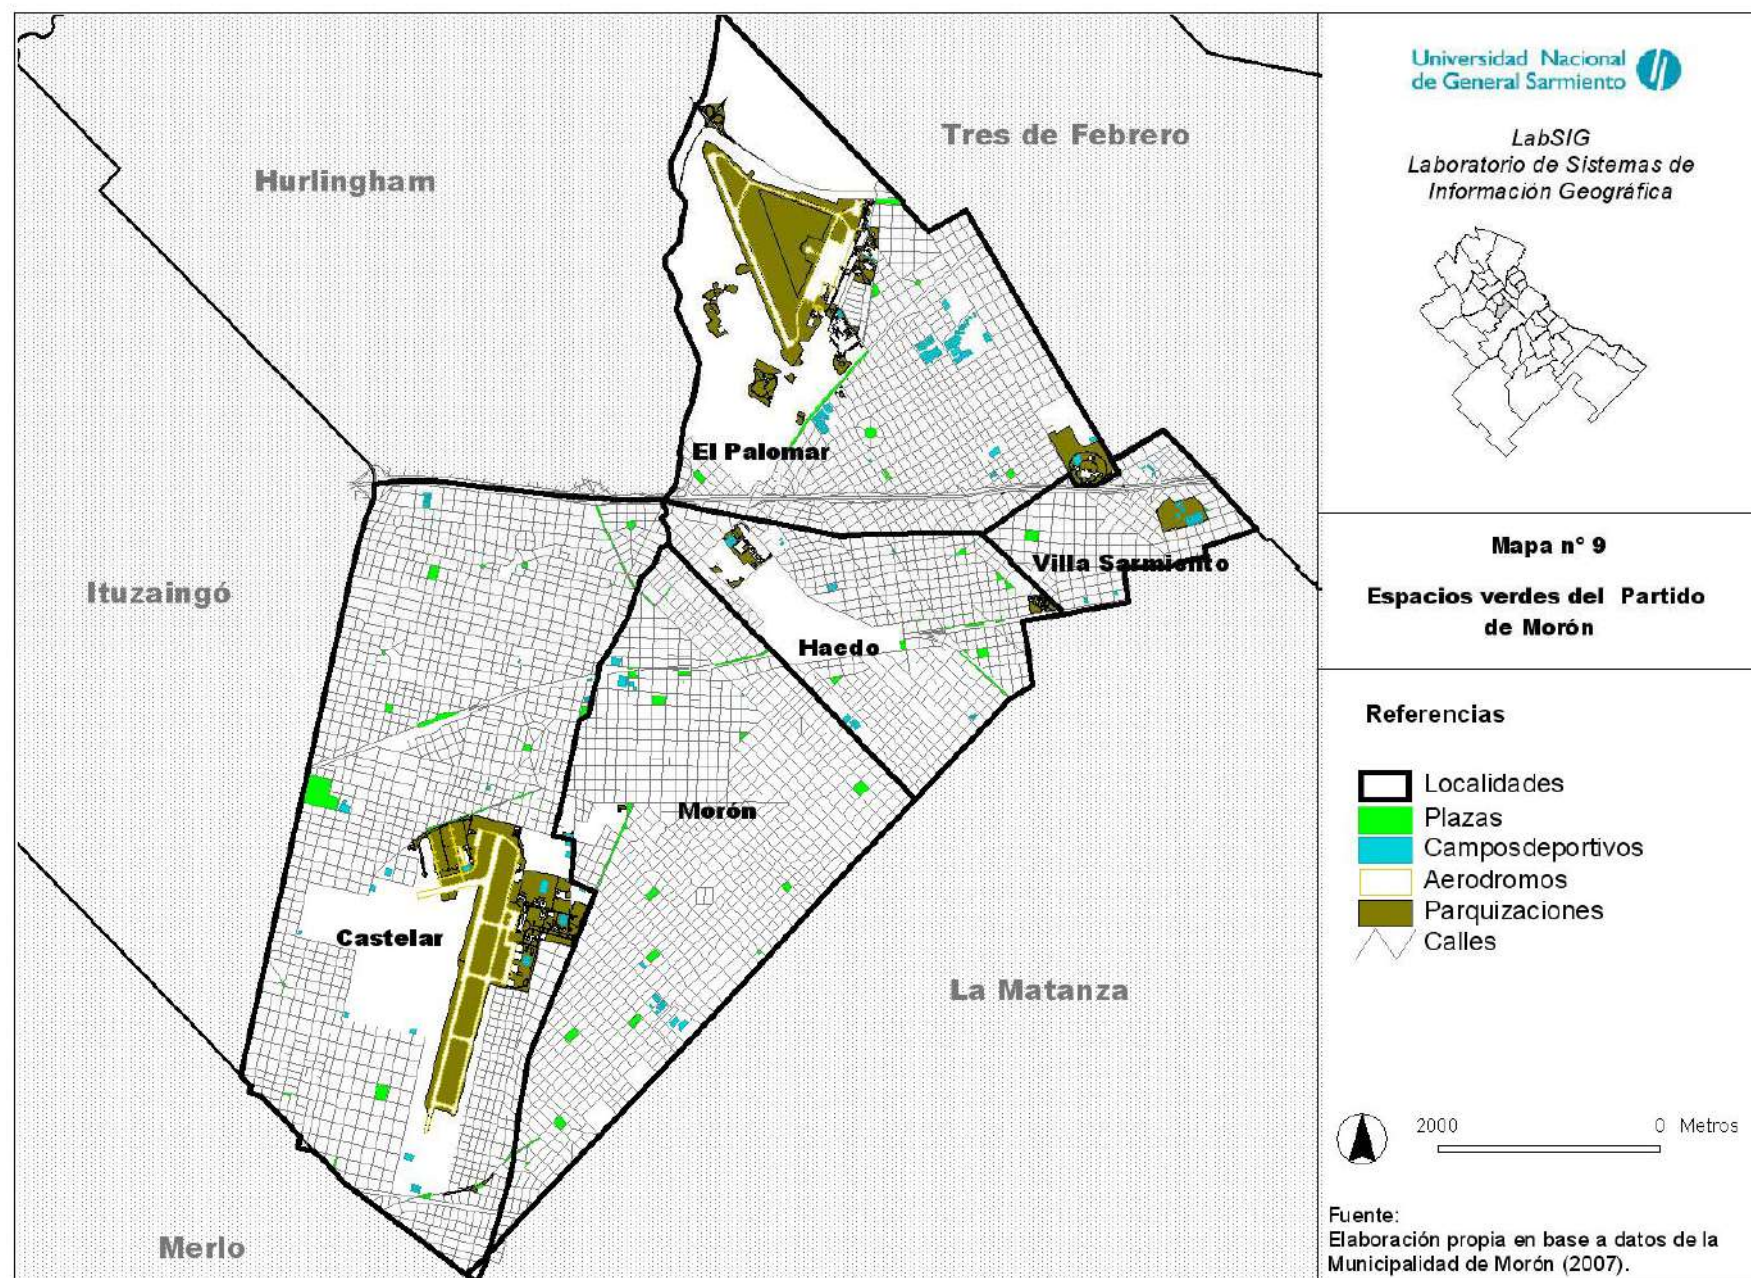 Tres de Febrero
Hurlingham
El Palomar
Villa Sarmiento
Ituzaingó
Haedo
Morón
Castelar
La Matanza
Merlo
Universidad Nacional
de General Sarmiento
LabSIG
Laboratorio de Sistemas de
Información Geográfica
Mapa n° 9
Espacios verdes del Partido
de Morón
Referencias
Localidades
Plazas
Camposdeportivos
Aerodromos
Parquizaciones
Calles
2000 0 Metros
Fuente:
Elaboración propia en base a datos de la
Municipalidad de Morón (2007).